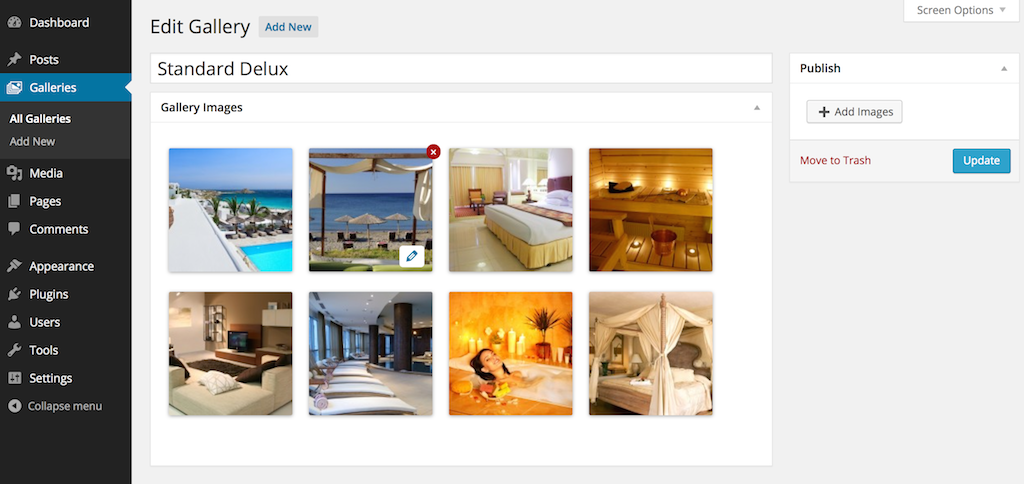 Dashboard
Posts
Galleries
All Galleries
Add New
Media
Pages
Comments
Appearance
Plugins
Users
Tools
Settings
Collapse menu
Screen Options
Edit Gallery Add New
Standard Delux
Gallery Images
Publish
Add Images
Move to Trash Update